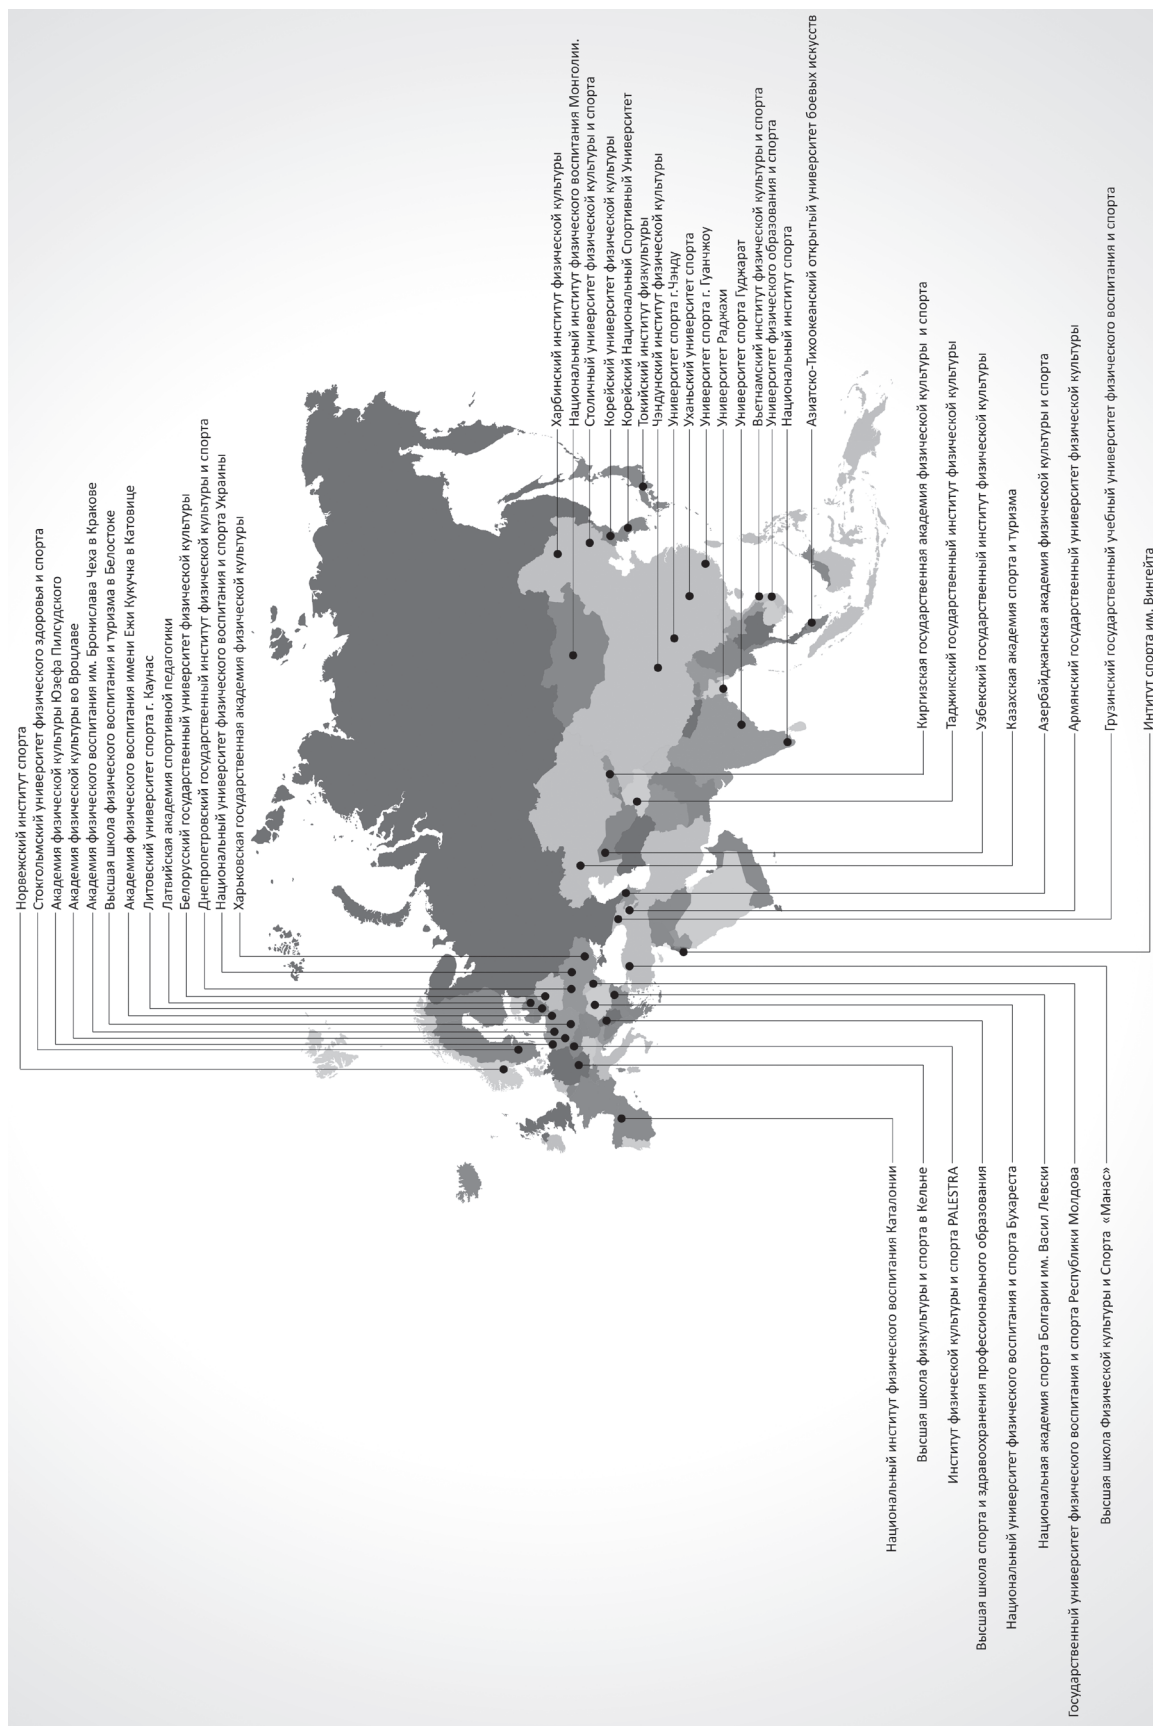 Норвежский институт спорта
Стокгольмский университет физического здоровья и спорта
Академия физической культуры Юзефа Пилсудского
Академия физической культуры во Вроцлаве
Академия физического воспитания им. Бронислава Чеха в Кракове
Высшая школа физического воспитания и туризма в Белостоке
Академия физического воспитания имени Ежи Кукучка в Катовице
Литовский университет спорта г. Каунас
Латвийская академия спортивной педагогики
Белорусский государственный университет физической культуры
Днепропетровский государственный институт физической культуры и спорта
Национальный университет физического воспитания и спорта Украины
Харьковская государственная академия физической культуры
Харбинский институт физической культуры
Национальный институт физического воспитания Монголии.
Столичный университет физической культуры и спорта
Корейский университет физической культуры
Корейский Национальный Спортивный Университет
Токийский институт физкультуры
Чэндунский институт физической культуры
Университет спорта г.Чэнду
Уханьский университет спорта
Университет спорта г. Гуанчжоу
Университет Раджахи
Университет спорта Гуджарат
Вьетнамский институт физической культуры и спорта
Университет физического образования и спорта
Национальный институт спорта
Азиатско-Тихоокеанский открытый университет боевых искусств
Киргизская государственная академия физической культуры и спорта
Таджикский государственный институт физической культуры
Узбекский государственный институт физической культуры
Казахская академия спорта и туризма
Азербайджанская академия физической культуры и спорта
Армянский государственный университет физической культуры
Грузинский государственный учебный университет физического воспитания и спорта
Интитут спорта им. Вингейта
Национальный институт физического воспитания Каталонии
Высшая школа физкультуры и спорта в Кельне
Институт физической культуры и спорта PALESTRA
Высшая школа спорта и здравоохранения профессионального образования
Национальный университет физического воспитания и спорта Бухареста
Национальная академия спорта Болгарии им. Васил Левски
Государственный университет физического воспитания и спорта Республики Молдова
Высшая школа Физической культуры и Спорта «Манас»